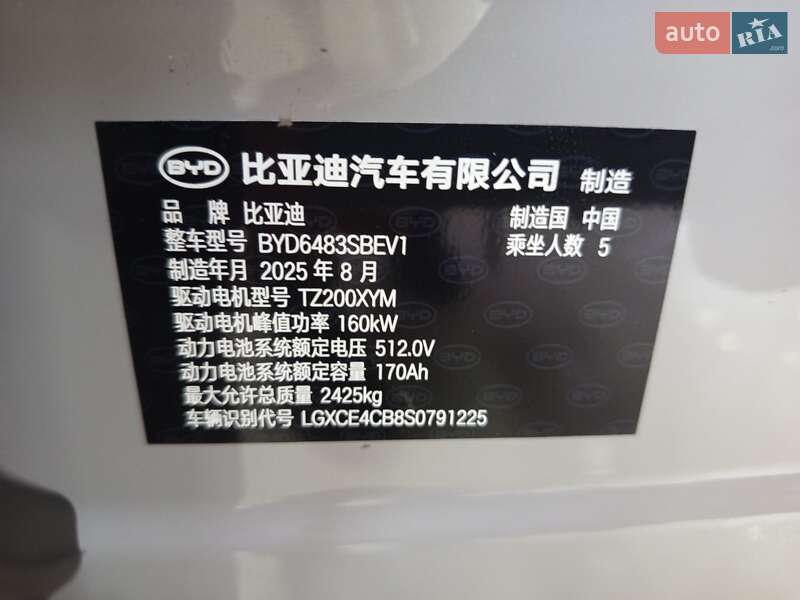 auto RIA .com
BYD 比亚迪汽车有限公司 制造
品 牌 比亚迪 制造国 中国
整车型号 BYD6483SBEV1 乘坐人数 5
制造年月 2025 年 8 月
驱动电机型号 TZ200XYM
驱动电机峰值功率 160kW
动力电池系统额定电压 512.0V
动力电池系统额定容量 170Ah
最大允许总质量 2425kg
车辆识别代号 LGXCE4CB8S0791225